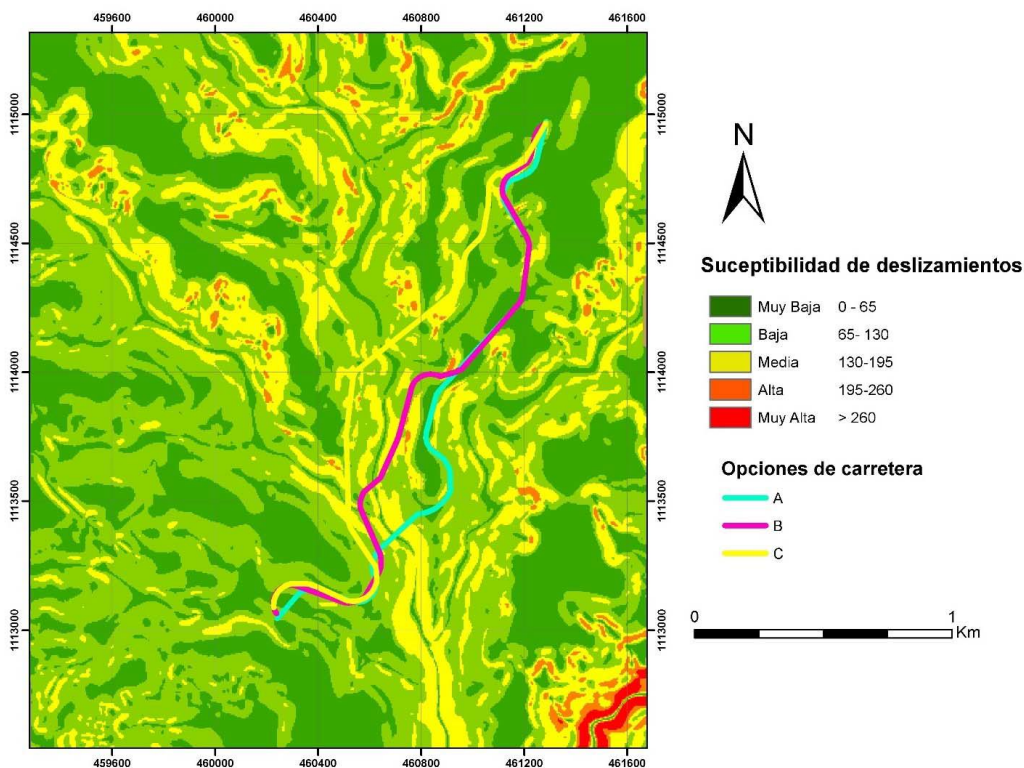 459600 460000 460400 460800 461200 461600
1115000 1115000
1114500 1114500
1114000 1114000
1113500 1113500
1113000 1113000
459600 460000 460400 460800 461200 461600
N
Suceptibilidad de deslizamientos
Muy Baja 0 - 65
Baja 65- 130
Media 130-195
Alta 195-260
Muy Alta > 260
Opciones de carretera
A
B
C
0 1
Km